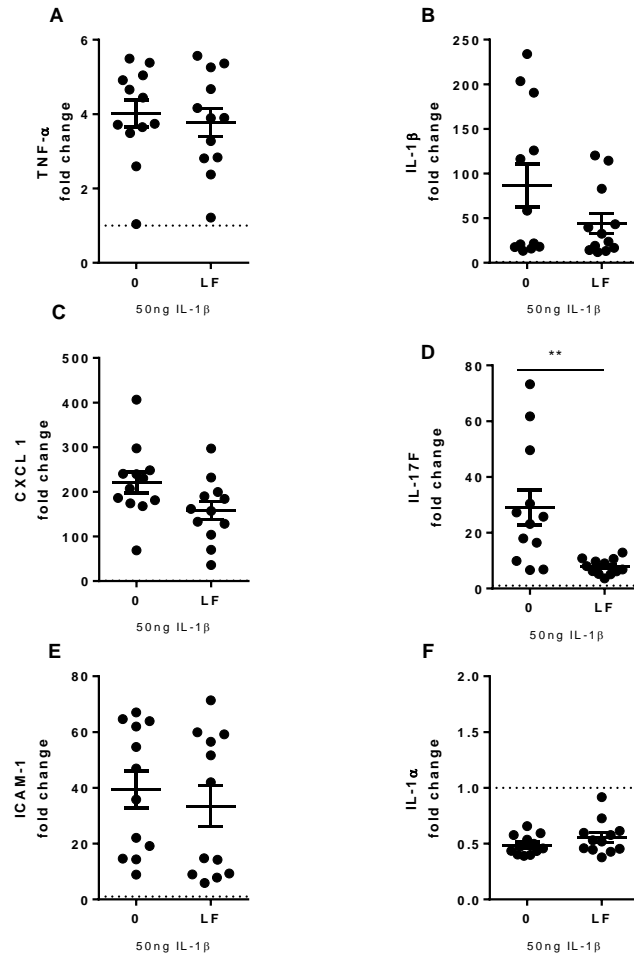 A
TNF-α
fold change
6
4
2
0
0
LF
50ng IL-1β
B
IL-1β
fold change
250
200
150
100
50
0
0
LF
50ng IL-1β
C
CXCL 1
fold change
500
400
300
200
100
0
0
LF
50ng IL-1β
D
**
IL-17F
fold change
80
60
40
20
0
0
LF
50ng IL-1β
E
ICAM-1
fold change
80
60
40
20
0
0
LF
50ng IL-1β
F
IL-1α
fold change
2.0
1.5
1.0
0.5
0.0
0
LF
50ng IL-1β